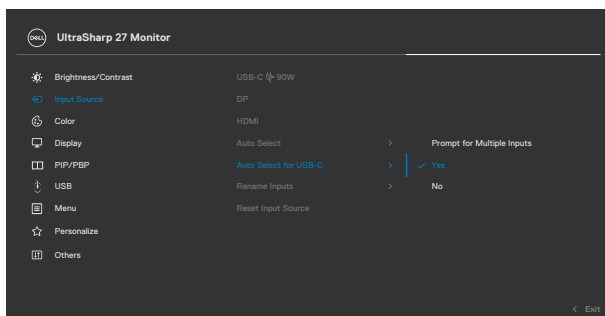 DELL UltraSharp 27 Monitor
Brightness/Contrast USB-C 90W
Input Source DP
Color HDMI
Display Auto Select > Prompt for Multiple Inputs
PIP/PBP Auto Select for USB-C > ✓ Yes
USB Rename Inputs > No
Menu Reset Input Source
Personalize
Others
< Exit